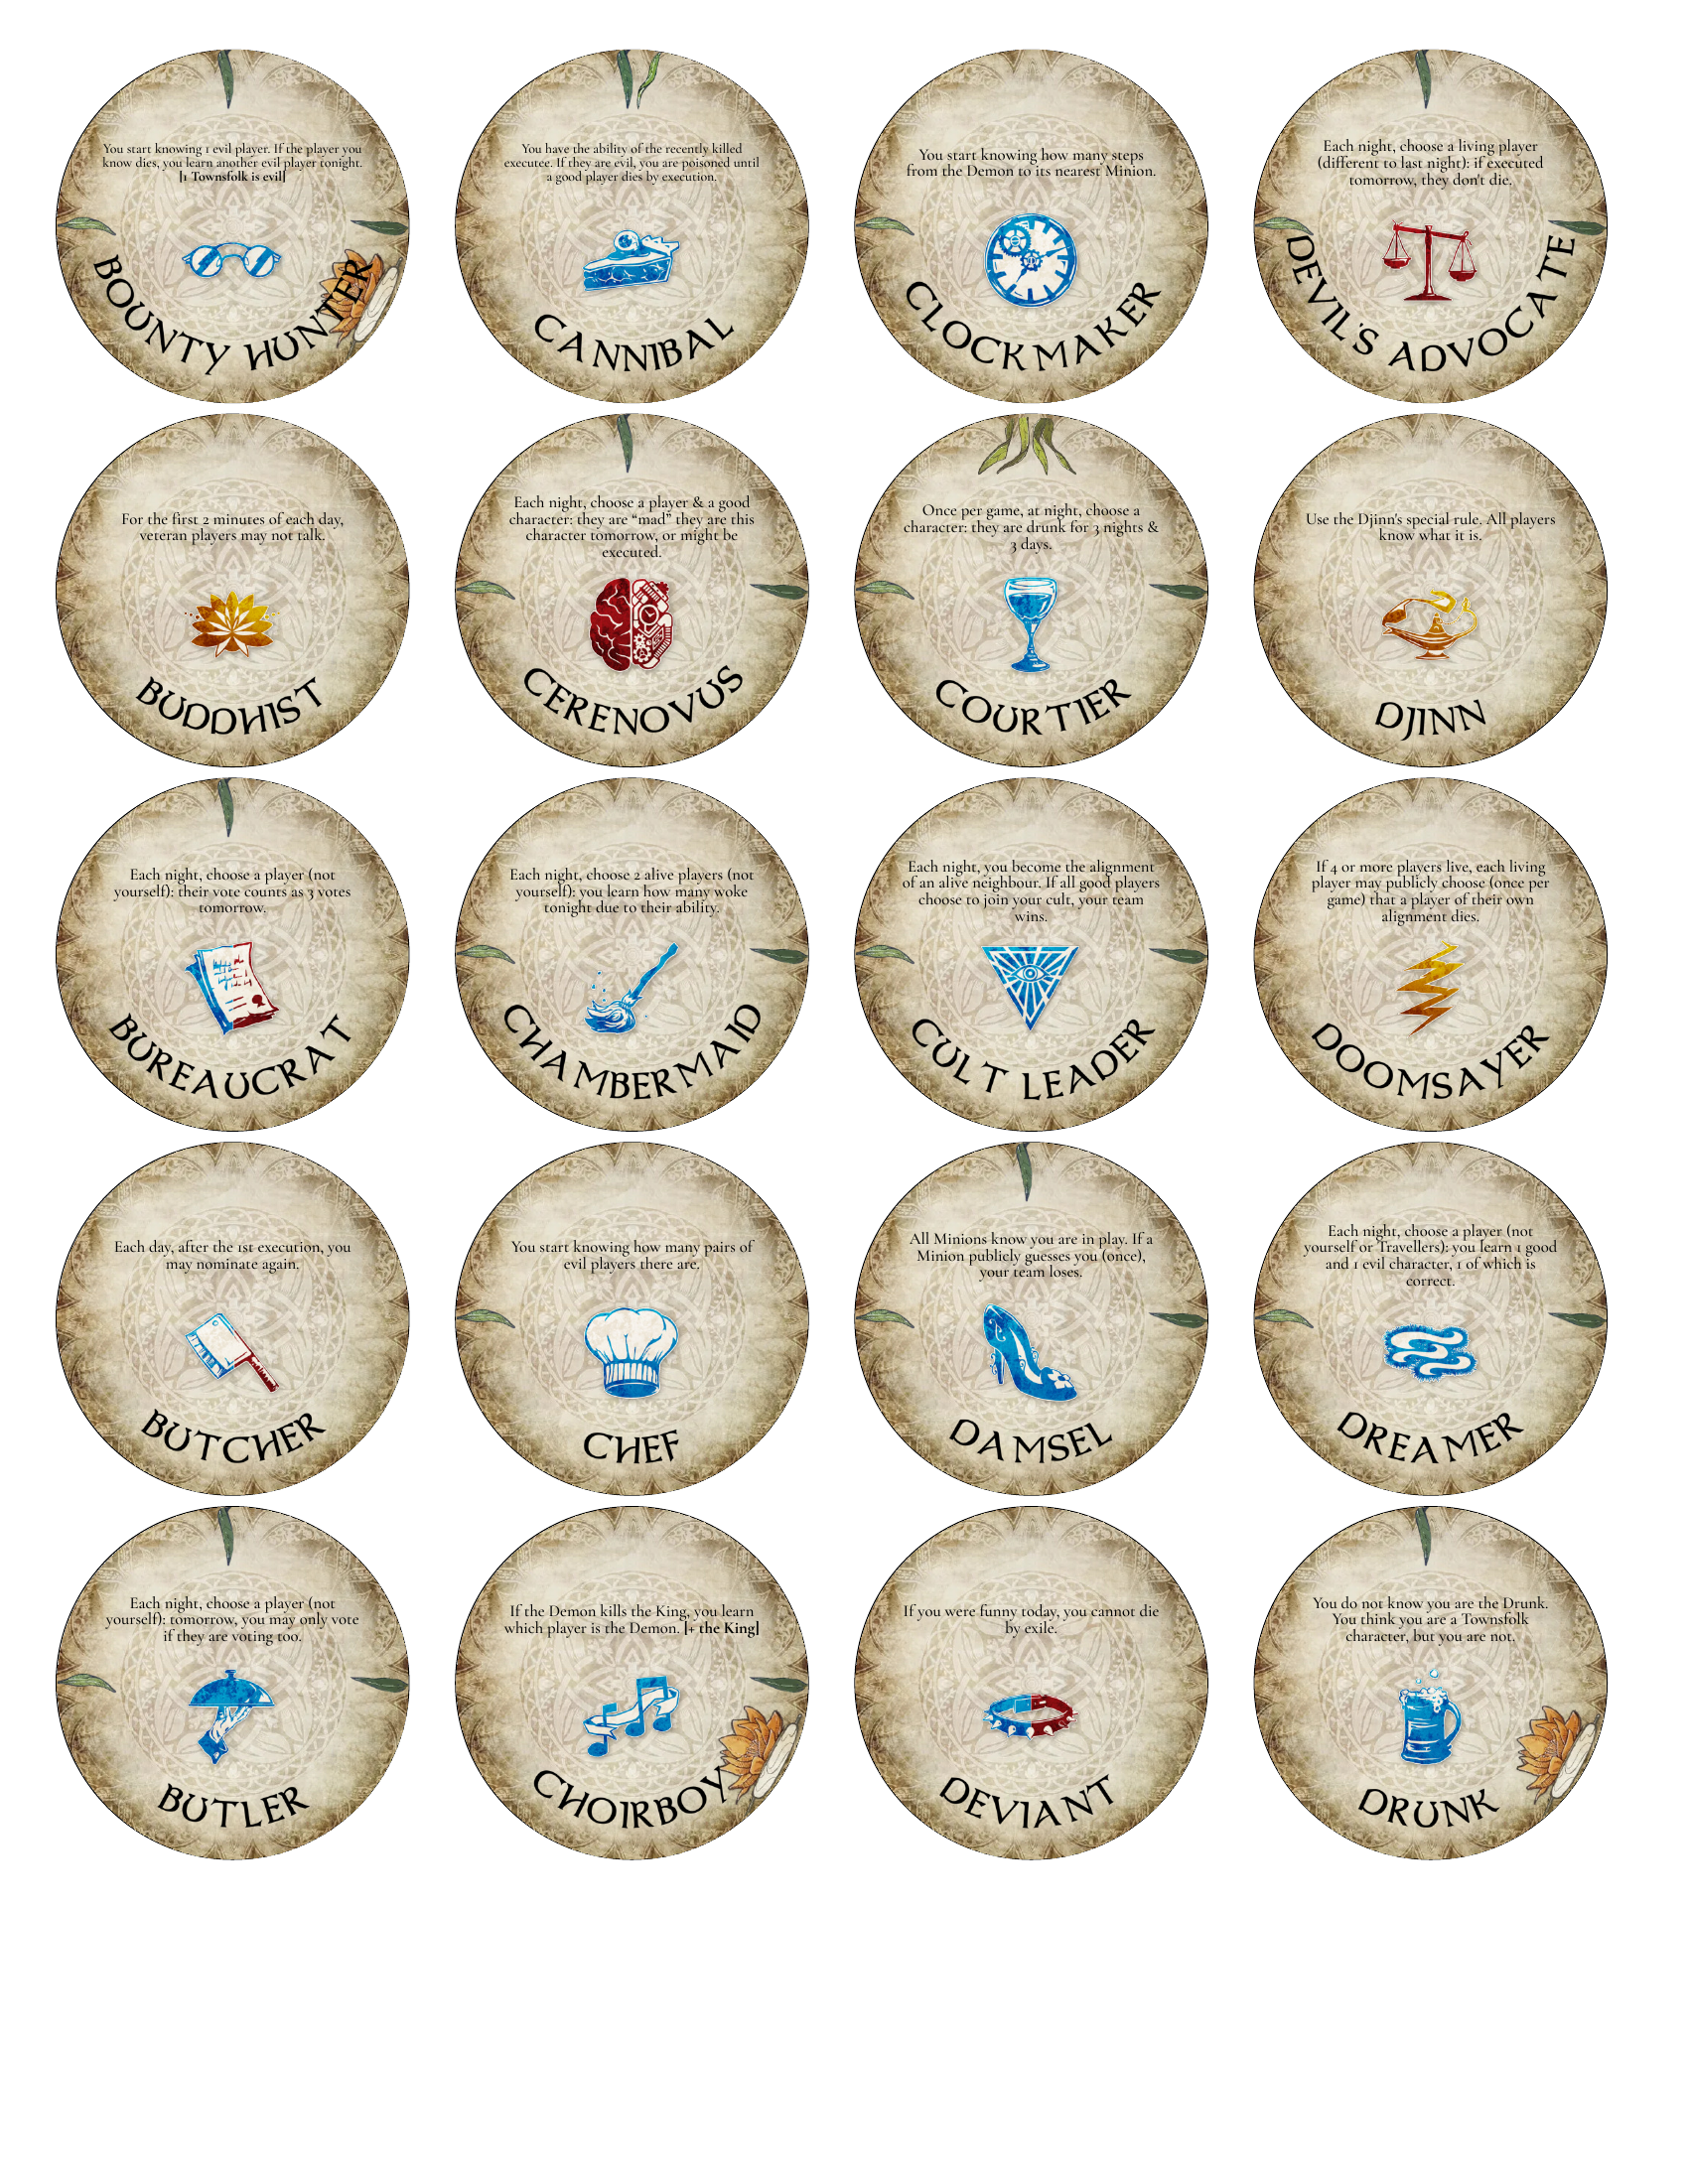 You start knowing 1 evil player. If the player you
know dies, you learn another evil player tonight.
[1 Townsfolk is evil]
BOUNTY HUNTER
You have the ability of the recently killed
executee. If they are evil, you are poisoned until
a good player dies by execution.
CANNIBAL
You start knowing how many steps
from the Demon to its nearest Minion.
CLOCKMAKER
Each night, choose a living player
(different to last night): if executed
tomorrow, they don't die.
DEVIL'S ADVOCATE
For the first 2 minutes of each day,
veteran players may not talk.
BUDDHIST
Each night, choose a player & a good
character: they are “mad” they are this
character tomorrow, or might be
executed.
CERENOVUS
Once per game, at night, choose a
character: they are drunk for 3 nights &
3 days.
COURTIER
Use the Djinn's special rule. All players
know what it is.
DJINN
Each night, choose a player (not
yourself): their vote counts as 3 votes
tomorrow.
BUREAUCRAT
Each night, choose 2 alive players (not
yourself): you learn how many woke
tonight due to their ability.
CHAMBERMAID
Each night, you become the alignment
of an alive neighbour. If all good players
choose to join your cult, your team
wins.
CULT LEADER
If 4 or more players live, each living
player may publicly choose (once per
game) that a player of their own
alignment dies.
DOOMSAYER
Each day, after the 1st execution, you
may nominate again.
BUTCHER
You start knowing how many pairs of
evil players there are.
CHEF
All Minions know you are in play. If a
Minion publicly guesses you (once),
your team loses.
DAMSEL
Each night, choose a player (not
yourself or Travellers): you learn 1 good
and 1 evil character, 1 of which is
correct.
DREAMER
Each night, choose a player (not
yourself): tomorrow, you may only vote
if they are voting too.
BUTLER
If the Demon kills the King, you learn
which player is the Demon. [+ the King]
CHOIRBOY
If you were funny today, you cannot die
by exile.
DEVIANT
You do not know you are the Drunk.
You think you are a Townsfolk
character, but you are not.
DRUNK